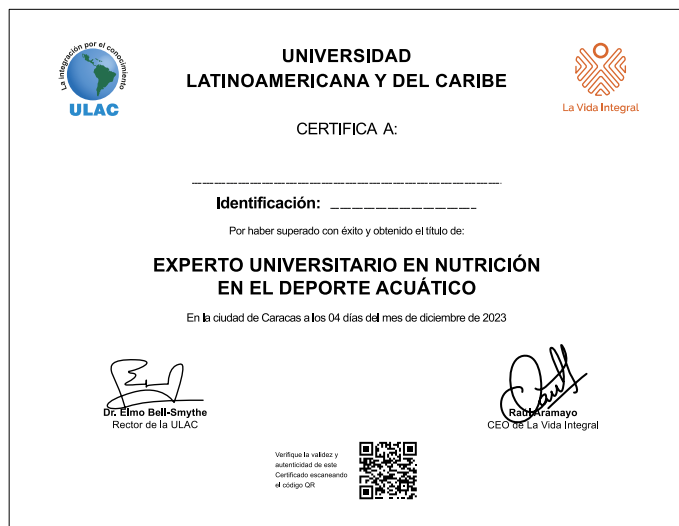 La integración por el conocimiento
ULAC
UNIVERSIDAD
LATINOAMERICANA Y DEL CARIBE
La Vida Integral
CERTIFICA A:
Identificación:
Por haber superado con éxito y obtenido el título de:
EXPERTO UNIVERSITARIO EN NUTRICIÓN
EN EL DEPORTE ACUÁTICO
En la ciudad de Caracas a los 04 días del mes de diciembre de 2023
Dr. Elmo Bell-Smythe
Rector de la ULAC
Raúl Aramayo
CEO de La Vida Integral
Verifique la validez y
autenticidad de este
Certificado escaneando
el código QR